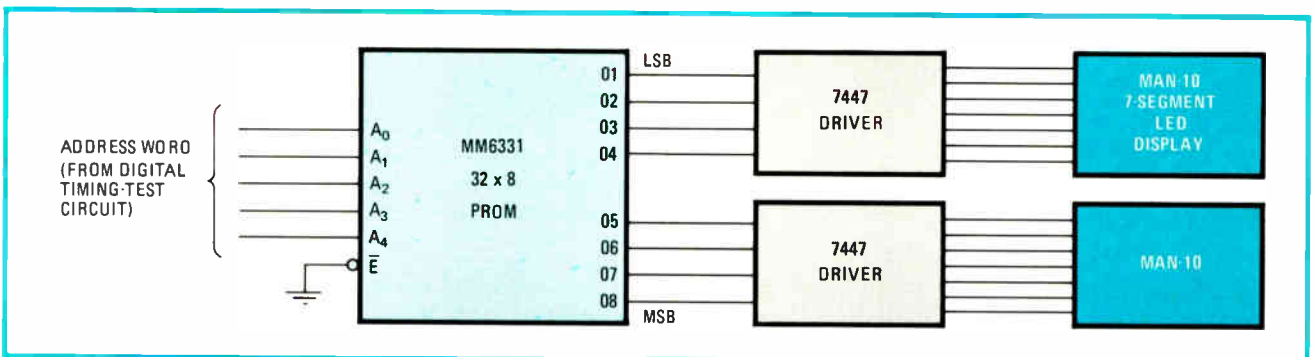 ADDRESS WORD
(FROM DIGITAL
TIMING-TEST
CIRCUIT)
A0
A1
A2
A3
A4
E
MM6331
32 x 8
PROM
01
02
03
04
05
06
07
08
LSB
MSB
7447
DRIVER
7447
DRIVER
MAN-10
7-SEGMENT
LED
DISPLAY
MAN-10